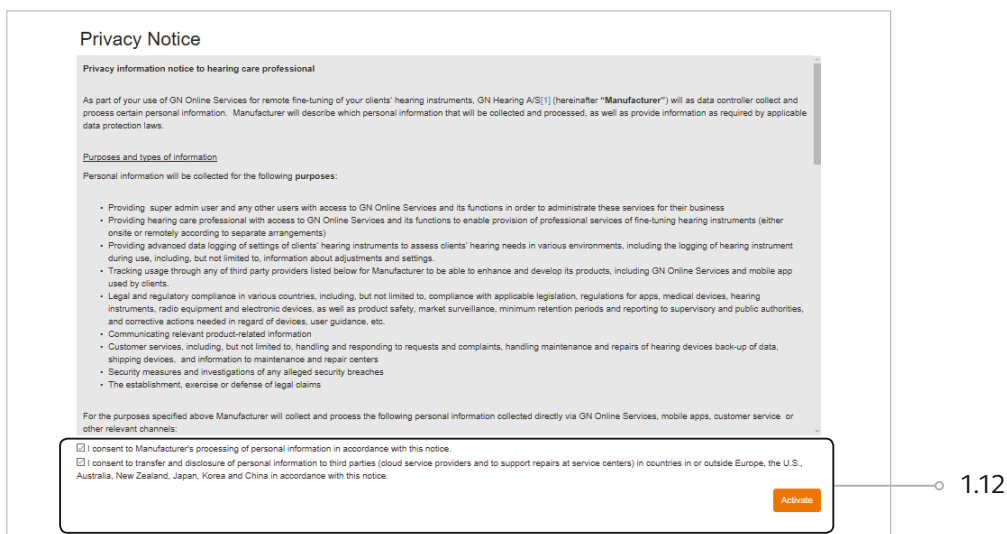 Privacy Notice
Privacy information notice to hearing care professional
As part of your use of GN Online Services for remote fine-tuning of your clients' hearing instruments, GN Hearing A/S[1] (hereinafter "Manufacturer") will as data controller collect and
process certain personal information. Manufacturer will describe which personal information that will be collected and processed, as well as provide information as required by applicable
data protection laws.
Purposes and types of information
Personal information will be collected for the following purposes:
• Providing super admin user and any other users with access to GN Online Services and its functions in order to administrate these services for their business
• Providing hearing care professional with access to GN Online Services and its functions to enable provision of professional services of fine-tuning hearing instruments (either
onsite or remotely according to separate arrangements)
• Providing advanced data logging of settings of clients' hearing instruments to assess clients' hearing needs in various environments, including the logging of hearing instrument
during use, including, but not limited to, information about adjustments and settings.
• Tracking usage through any of third party providers listed below for Manufacturer to be able to enhance and develop its products, including GN Online Services and mobile app
used by clients.
• Legal and regulatory compliance in various countries, including, but not limited to, compliance with applicable legislation, regulations for apps, medical devices, hearing
instruments, radio equipment and electronic devices, as well as product safety, market surveillance, minimum retention periods and reporting to supervisory and public authorities,
and corrective actions needed in regard of devices, user guidance, etc.
• Communicating relevant product-related information
• Customer services, including, but not limited to, handling and responding to requests and complaints, handling maintenance and repairs of hearing devices back-up of data,
shipping devices, and information to maintenance and repair centers
• Security measures and investigations of any alleged security breaches
• The establishment, exercise or defense of legal claims
For the purposes specified above Manufacturer will collect and process the following personal information collected directly via GN Online Services, mobile apps, customer service or
other relevant channels:
I consent to Manufacturer's processing of personal information in accordance with this notice.
I consent to transfer and disclosure of personal information to third parties (cloud service providers and to support repairs at service centers) in countries in or outside Europe, the U.S.,
Australia, New Zealand, Japan, Korea and China in accordance with this notice.
Activate
1.12